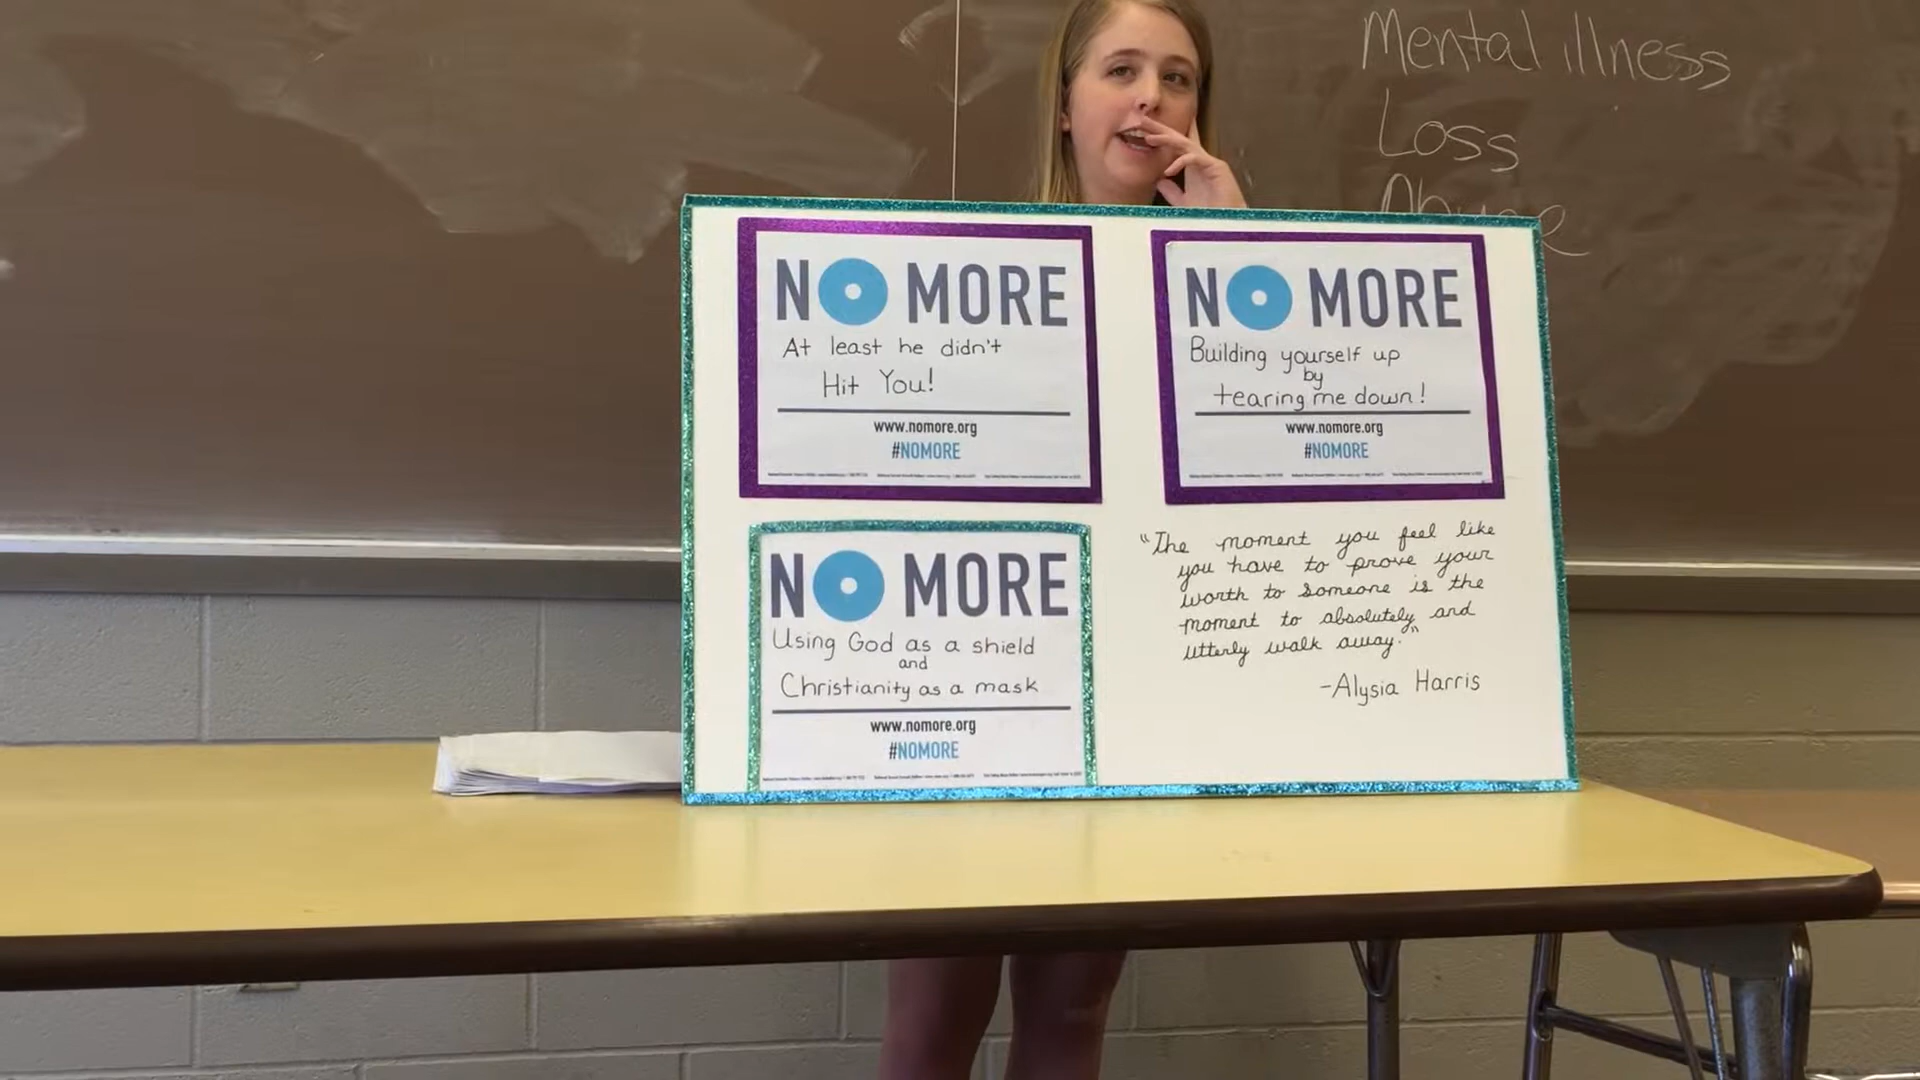 Mental illness
Loss
Abuse
NO MORE
At least he didn't
Hit You!
www.nomore.org
#NOMORE
NO MORE
Building yourself up
by
tearing me down!
www.nomore.org
#NOMORE
NO MORE
Using God as a shield
and
Christianity as a mask
www.nomore.org
#NOMORE
"The moment you feel like
you have to prove your
worth to someone is the
moment to absolutely and
utterly walk away."
-Alysia Harris